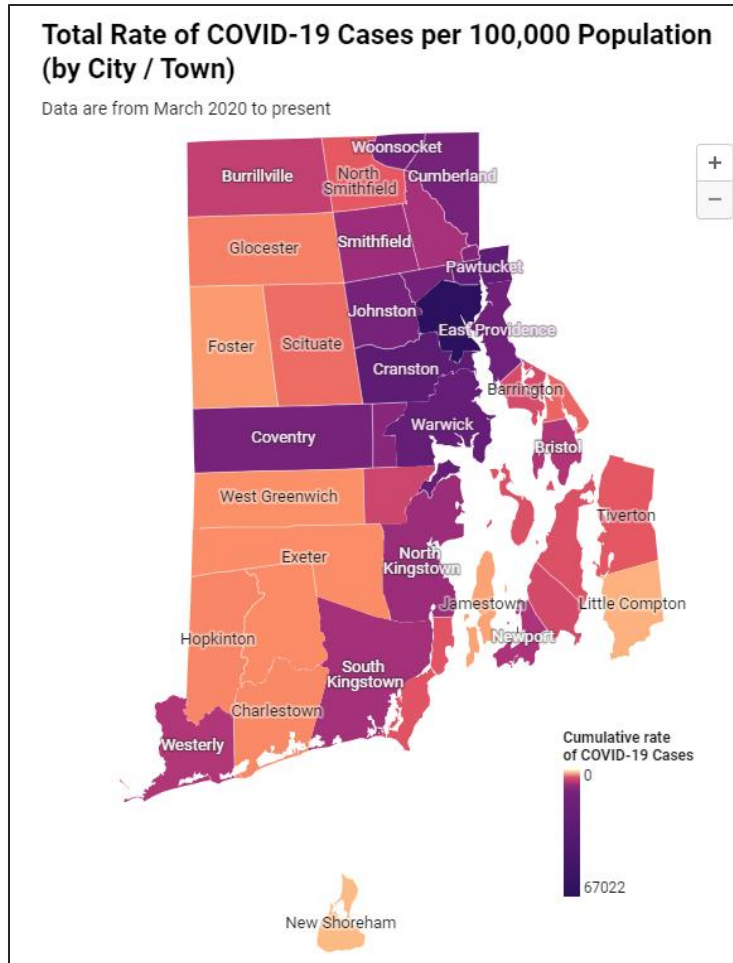 Total Rate of COVID-19 Cases per 100,000 Population
(by City / Town)
Data are from March 2020 to present
+
−
Woonsocket
Burrillville
North
Smithfield
Cumberland
Glocester
Smithfield
Pawtucket
Johnston
East Providence
Foster
Scituate
Cranston
Barrington
Warwick
Coventry
Bristol
West Greenwich
Tiverton
Exeter
North
Kingstown
Jamestown
Little Compton
Hopkinton
Newport
South
Kingstown
Charlestown
Westerly
Cumulative rate
of COVID-19 Cases
0
67022
New Shoreham